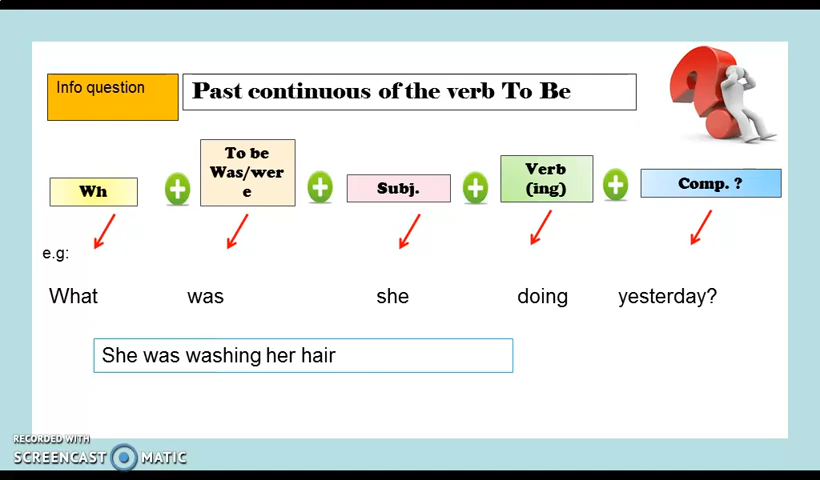 Info question
Past continuous of the verb To Be
Wh
To be
Was/wer
e
Subj.
Verb
(ing)
Comp. ?
e.g:
What was she doing yesterday?
She was washing her hair
RECORDED WITH
SCREENCAST MATIC